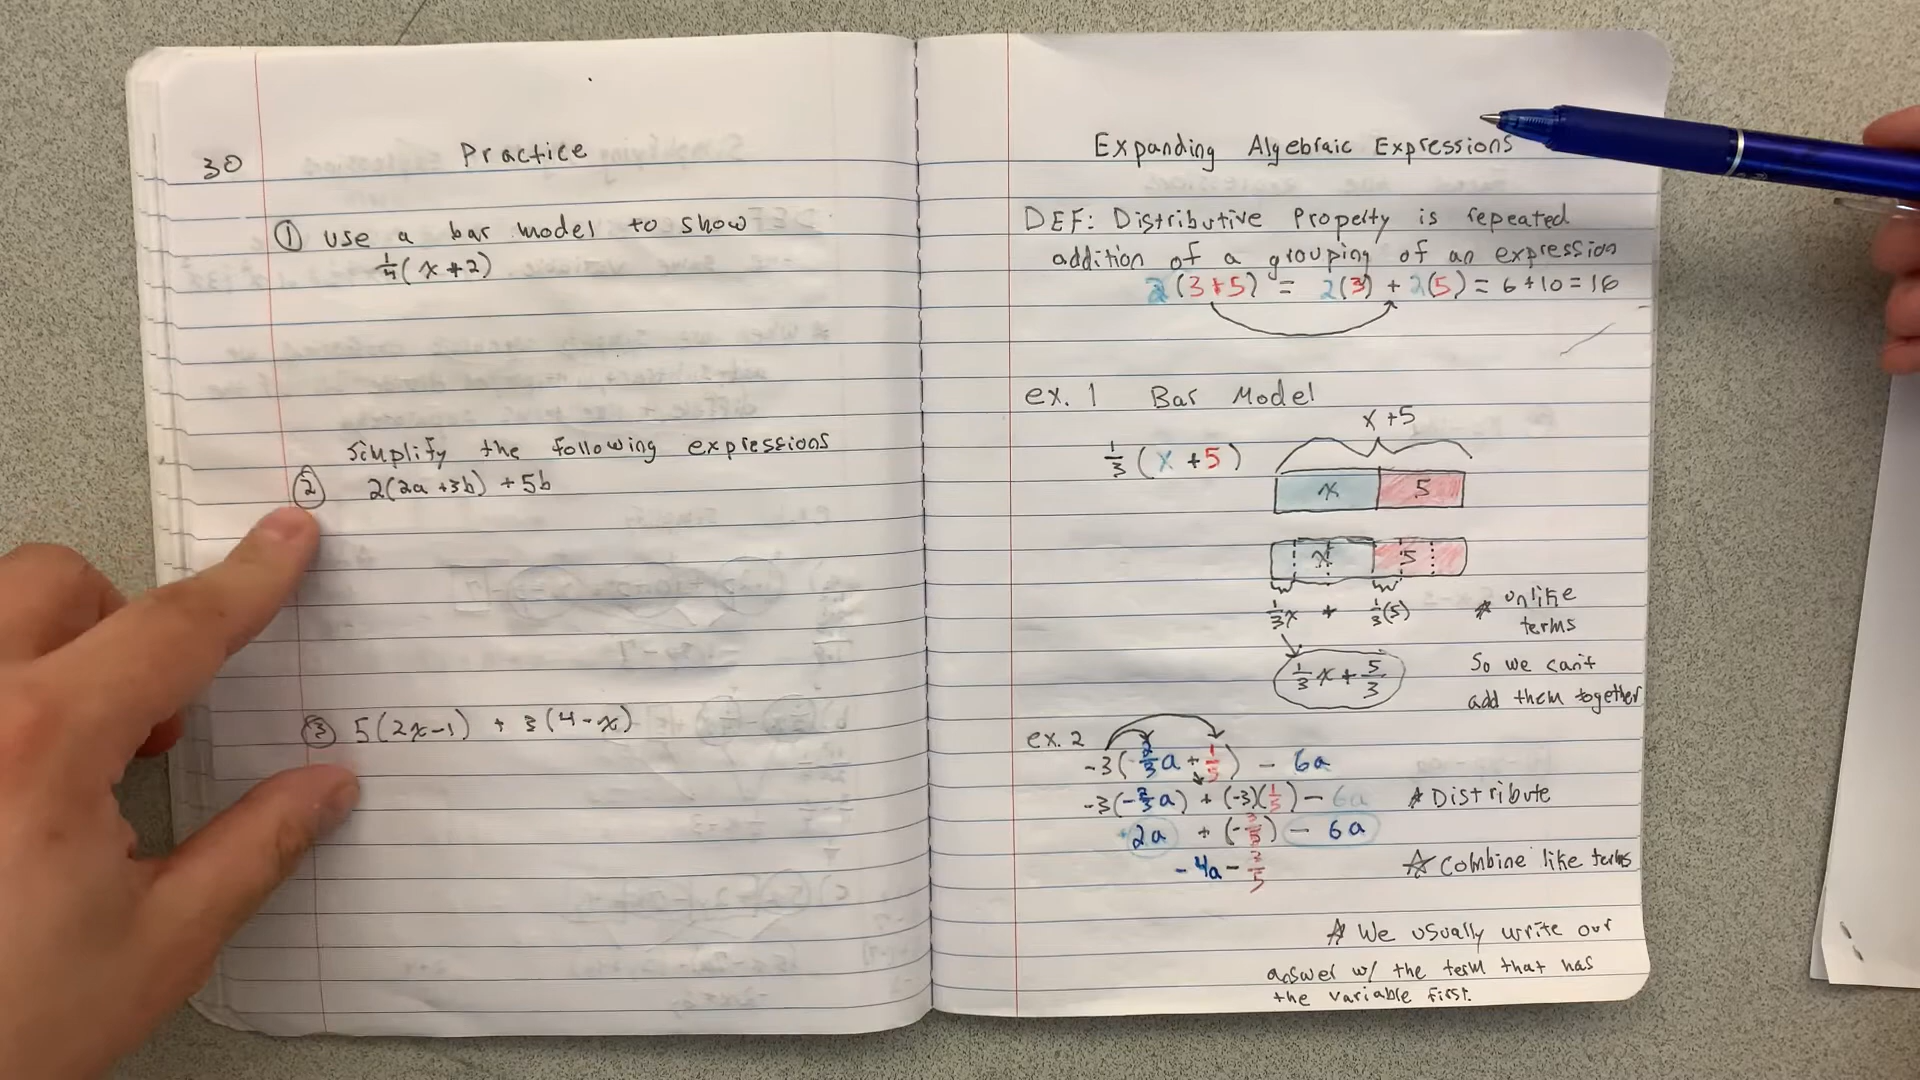 30
Practice
① use a bar model to show
1/4 (x+2)
Simplify the following expressions
② 2(2a +3b) + 5b
③ 5(2x-1) + 3(4-x)
Expanding Algebraic Expressions
DEF: Distributive Property is repeated
addition of a grouping of an expression
2(3+5) = 2(3) + 2(5) = 6+10=16
ex. 1 Bar Model
x +5
1/3 (x +5)
x 5
x 5
1/3x + 1/3(5)
* unlike
terms
1/3x + 5/3
So we can't
add them together
ex. 2
-3(-2/3a + 1/5) - 6a
-3(-2/3a) + (-3)(1/5) - 6a * Distribute
2a + (-3/5) - 6a
-4a - 3/5
☆ Combine like terms
☆ We usually write our
answer w/ the term that has
the variable first.